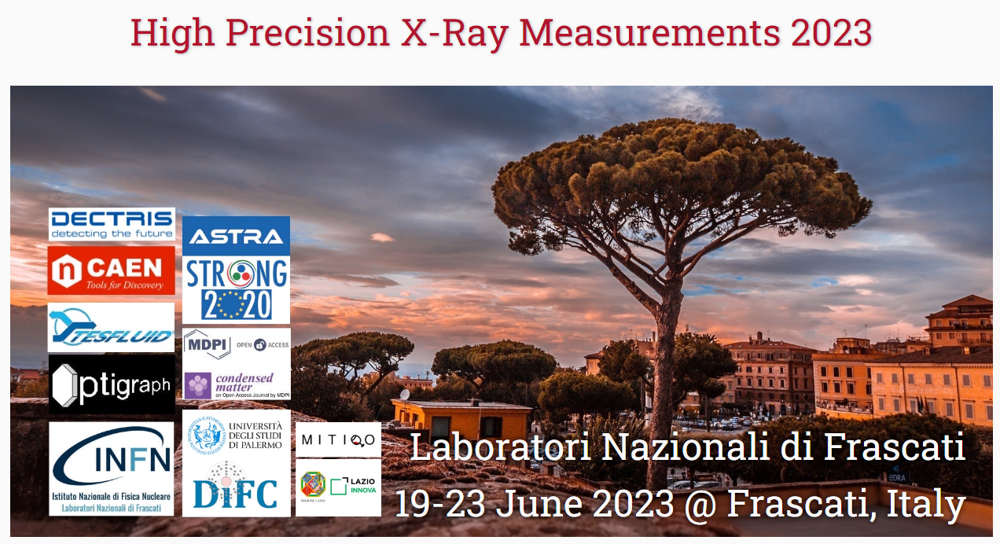 High Precision X-Ray Measurements 2023
DECTRIS
detecting the future
n CAEN
Tools for Discovery
TESFLUID
ptigraph
INFN
Istituto Nazionale di Fisica Nucleare
Laboratori Nazionali di Frascati
ASTRA
STRONG
2020
MDPI
OPEN ACCESS
condensed
matter
an Open Access Journal by MDPI
UNIVERSITÀ
DEGLI STUDI
DI PALERMO
DiFC
MITIQO
REGIONE LAZIO
LAZIO
INNOVA
EDRA
Laboratori Nazionali di Frascati
19-23 June 2023 @ Frascati, Italy